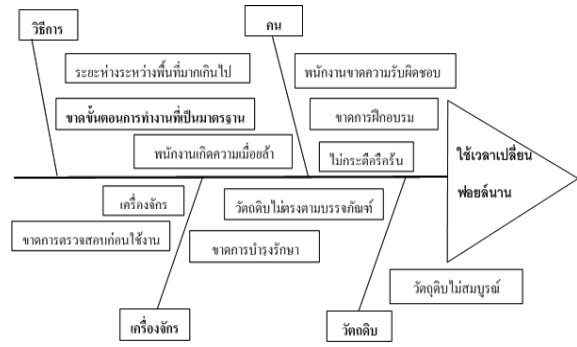 วิธีการ
คน
ระยะห่างระหว่างพื้นที่มากเกินไป
พนักงานขาดความรับผิดชอบ
ขาดขั้นตอนการทำงานที่เป็นมาตรฐาน
ขาดการฝึกอบรม
พนักงานเกิดความเมื่อยล้า
ไม่กระตือรือร้น
ใช้เวลาเปลี่ยน
ฟอยล์นาน
เครื่องจักร
วัตถดิบไม่ตรงตามบรรจภัณฑ์
ขาดการตรวจสอบก่อนใช้งาน
ขาดการบำรุงรักษา
วัตถุดิบไม่สมบูรณ์
เครื่องจักร
วัตถดิบ